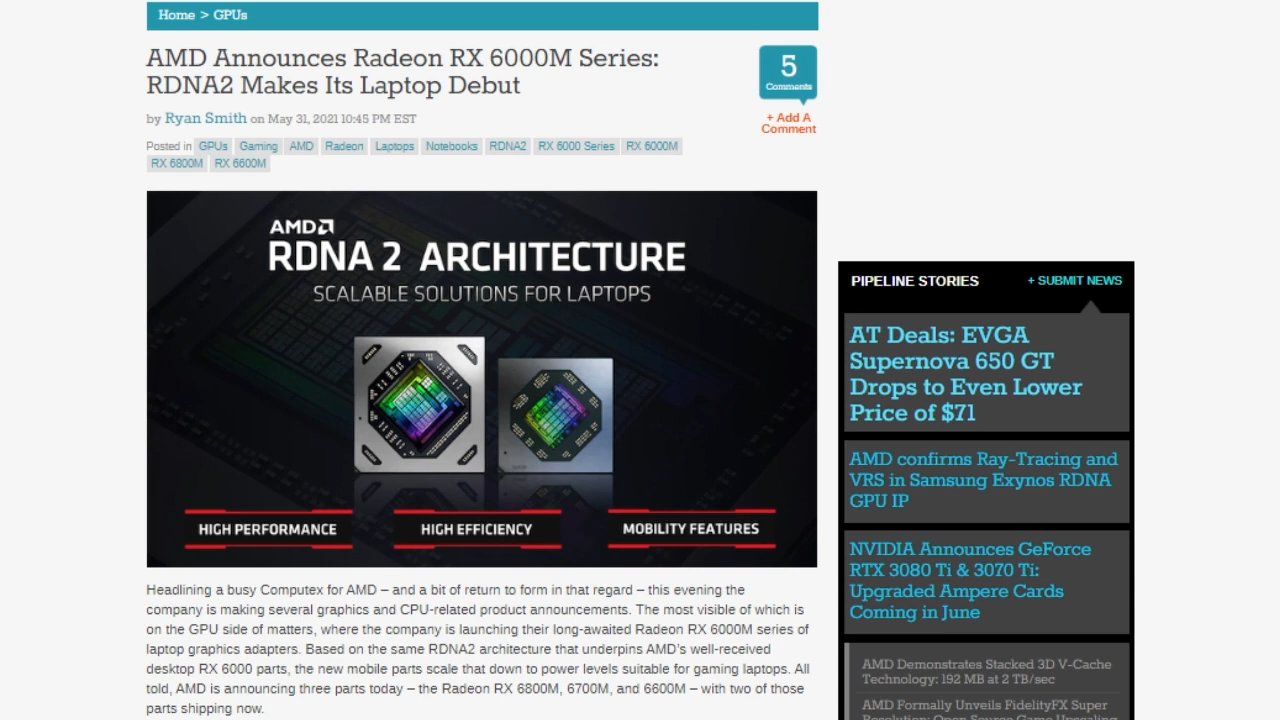 Home > GPUs
AMD Announces Radeon RX 6000M Series:
RDNA2 Makes Its Laptop Debut
by Ryan Smith on May 31, 2021 10:45 PM EST
5
Comments
+ Add A
Comment
Posted in GPUs Gaming AMD Radeon Laptops Notebooks RDNA2 RX 6000 Series RX 6000M
RX 6800M RX 6600M
AMD
RDNA 2 ARCHITECTURE
SCALABLE SOLUTIONS FOR LAPTOPS
HIGH PERFORMANCE HIGH EFFICIENCY MOBILITY FEATURES
Headlining a busy Computex for AMD – and a bit of return to form in that regard – this evening the
company is making several graphics and CPU-related product announcements. The most visible of which is
on the GPU side of matters, where the company is launching their long-awaited Radeon RX 6000M series of
laptop graphics adapters. Based on the same RDNA2 architecture that underpins AMD's well-received
desktop RX 6000 parts, the new mobile parts scale that down to power levels suitable for gaming laptops. All
told, AMD is announcing three parts today – the Radeon RX 6800M, 6700M, and 6600M – with two of those
parts shipping now.
PIPELINE STORIES + SUBMIT NEWS
AT Deals: EVGA
Supernova 650 GT
Drops to Even Lower
Price of $71
AMD confirms Ray-Tracing and
VRS in Samsung Exynos RDNA
GPU IP
NVIDIA Announces GeForce
RTX 3080 Ti & 3070 Ti:
Upgraded Ampere Cards
Coming in June
AMD Demonstrates Stacked 3D V-Cache
Technology: 192 MB at 2 TB/sec
AMD Formally Unveils FidelityFX Super
Resolution: Open Source Game Upscaling